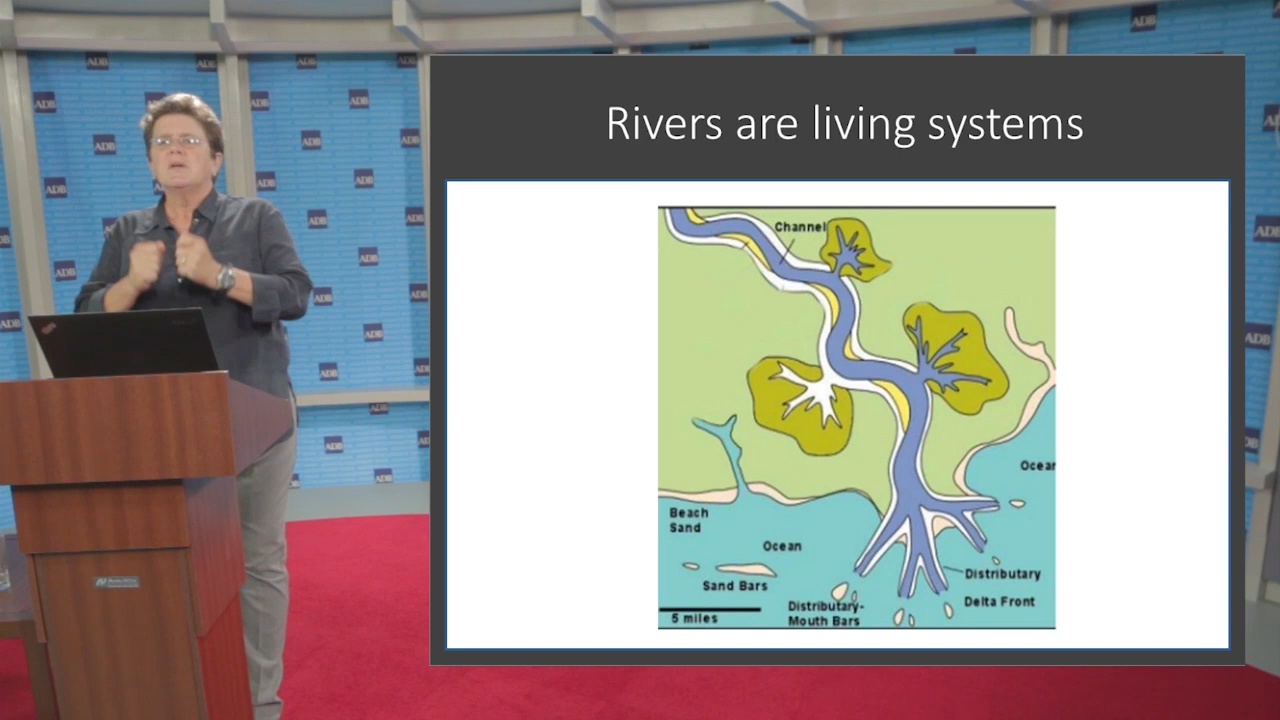 Rivers are living systems
Channel
Ocean
Beach
Sand
Ocean
Sand Bars
Distributary
Delta Front
Distributary-
Mouth Bars
5 miles
ADB